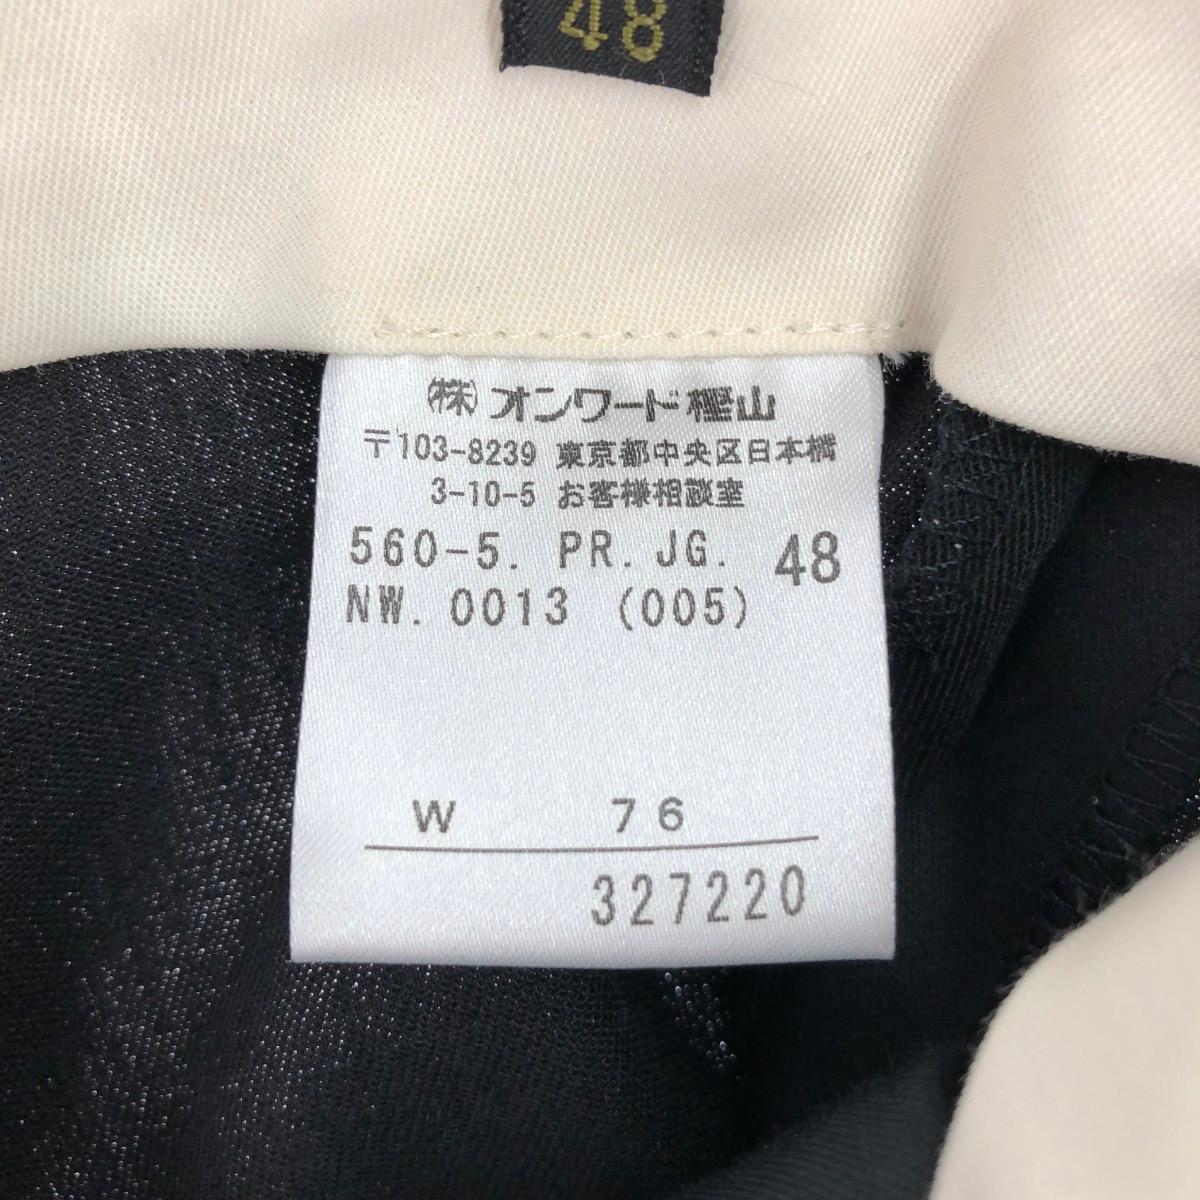 48
㈱オンワード樫山
〒103-8239 東京都中央区日本橋
3-10-5 お客様相談室
560-5. PR. JG. 48
NW. 0013 (005)
W 76
327220